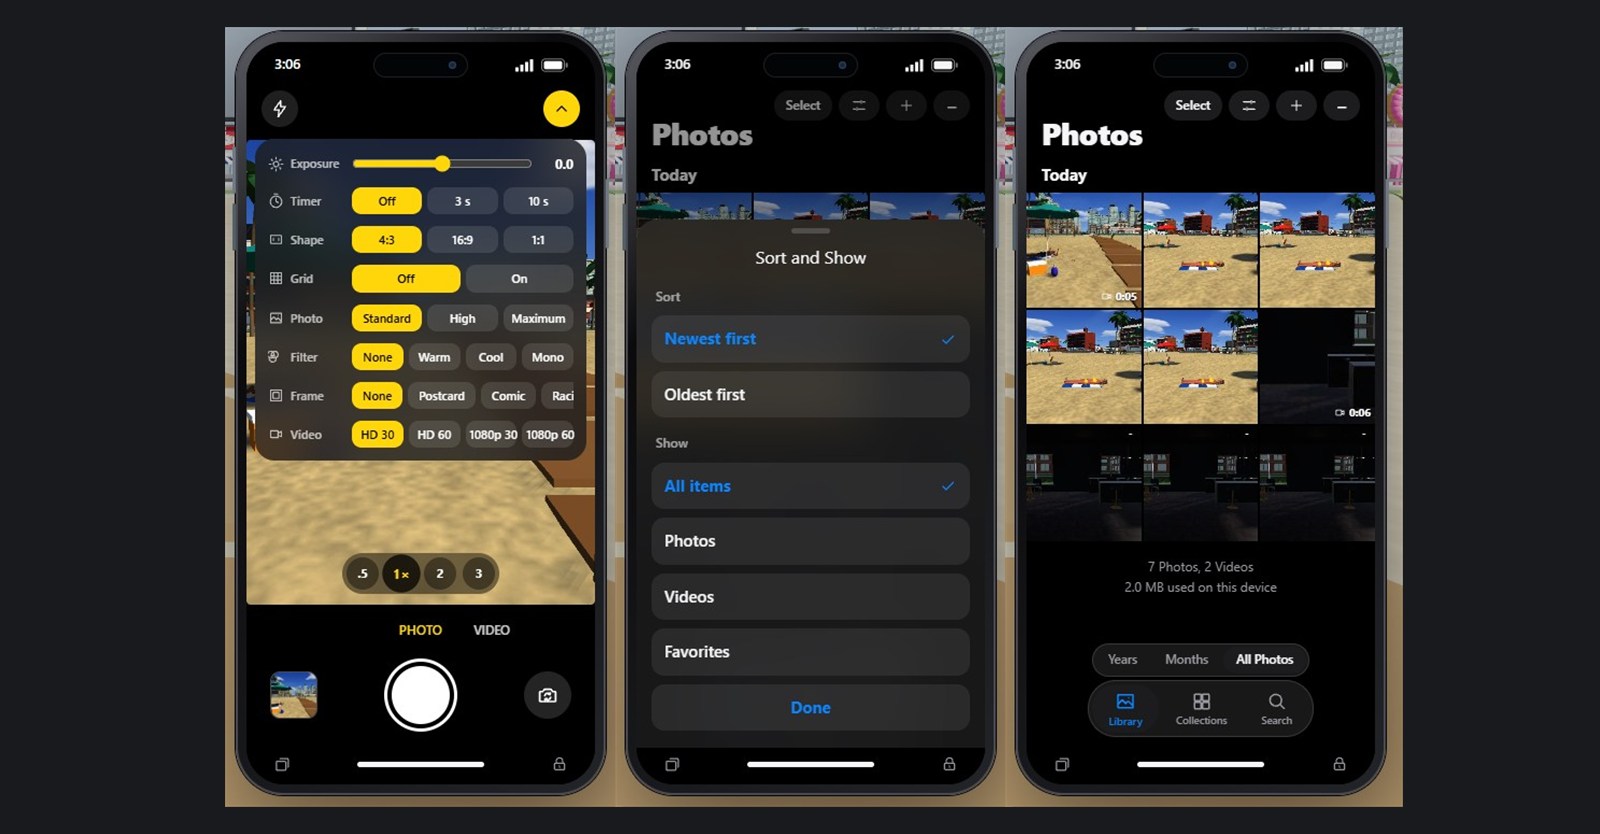 3:06
Exposure 0.0
Timer Off 3 s 10 s
Shape 4:3 16:9 1:1
Grid Off On
Photo Standard High Maximum
Filter None Warm Cool Mono
Frame None Postcard Comic Raci
Video HD 30 HD 60 1080p 30 1080p 60
.5 1× 2 3
PHOTO VIDEO
3:06
Select
Photos
Today
Sort and Show
Sort
Newest first
Oldest first
Show
All items
Photos
Videos
Favorites
Done
3:06
Select
Photos
Today
0:05
0:06
7 Photos, 2 Videos
2.0 MB used on this device
Years Months All Photos
Library Collections Search